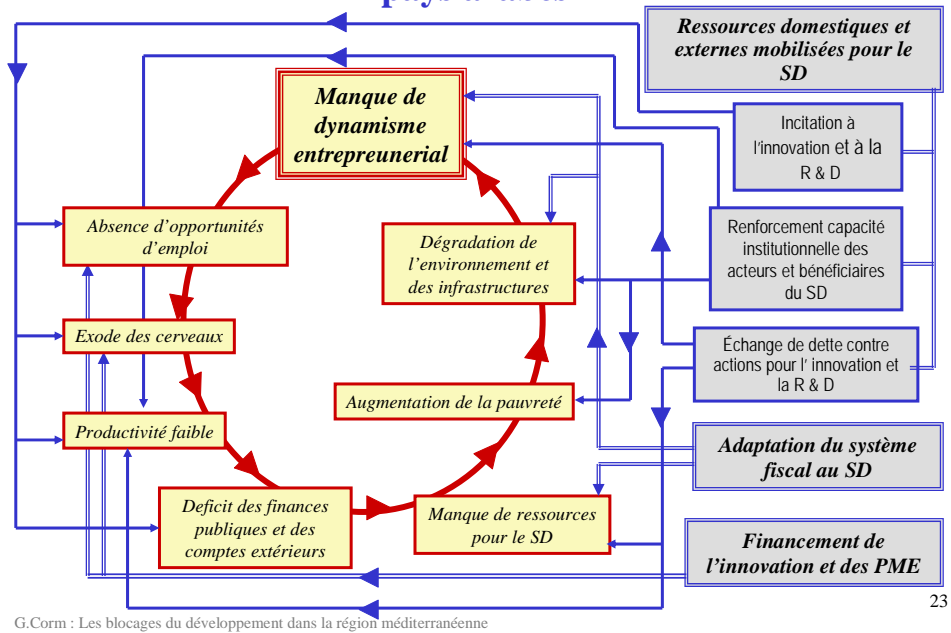 Ressources domestiques et
externes mobilisées pour le
SD
Manque de
dynamisme
entrepreunerial
Incitation à
l'innovation et à la
R & D
Absence d'opportunités
d'emploi
Dégradation de
l'environnement et
des infrastructures
Renforcement capacité
institutionnelle des
acteurs et bénéficiaires
du SD
Exode des cerveaux
Échange de dette contre
actions pour l' innovation et
la R & D
Augmentation de la pauvreté
Productivité faible
Adaptation du système
fiscal au SD
Deficit des finances
publiques et des
comptes extérieurs
Manque de ressources
pour le SD
Financement de
l'innovation et des PME
23
G.Corm : Les blocages du développement dans la région méditerranéenne